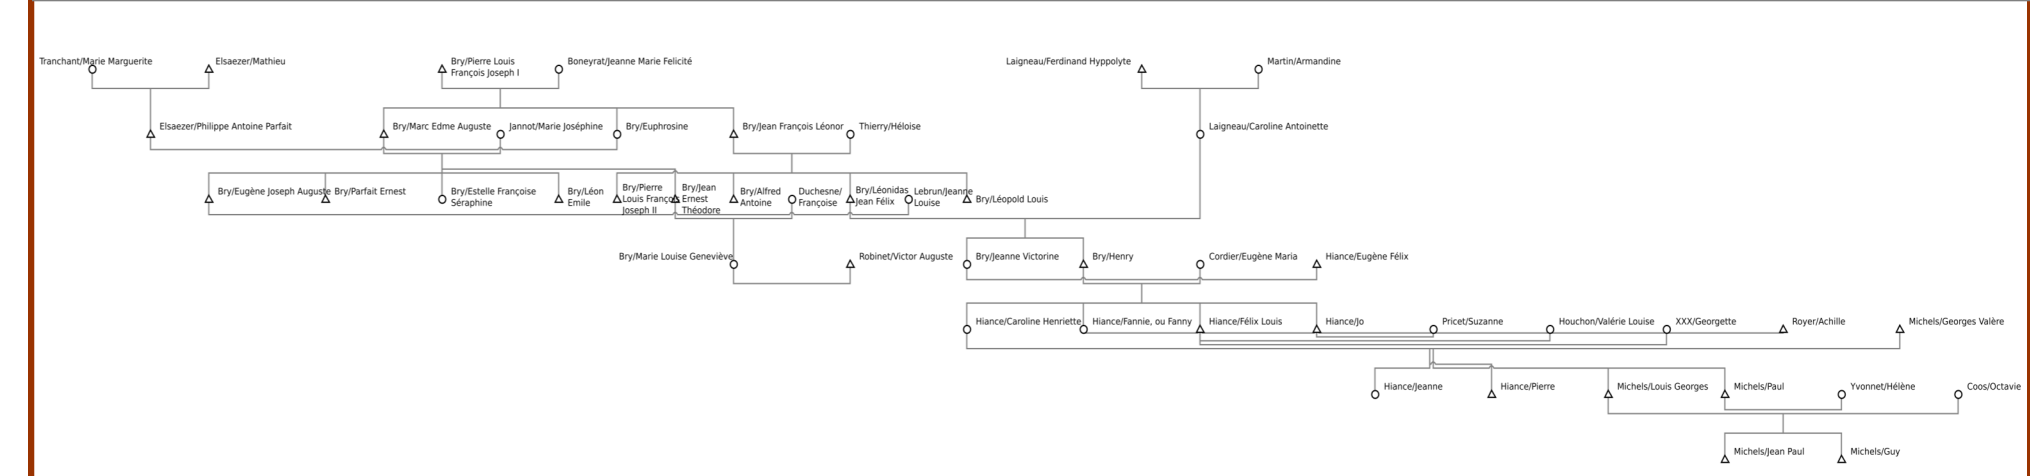 Tranchant/Marie Marguerite
Elsaezer/Mathieu
Bry/Pierre Louis
François Joseph I
Boneyrat/Jeanne Marie Felicité
Laigneau/Ferdinand Hyppolyte
Martin/Armandine
Elsaezer/Philippe Antoine Parfait
Bry/Marc Edme Auguste
Jannot/Marie Joséphine
Bry/Euphrosine
Bry/Jean François Léonor
Thierry/Héloise
Laigneau/Caroline Antoinette
Bry/Eugène Joseph Auguste
Bry/Parfait Ernest
Bry/Estelle Françoise
Séraphine
Bry/Léon
Emile
Bry/Pierre
Louis François
Joseph II
Bry/Jean
Ernest
Théodore
Bry/Alfred
Antoine
Duchesne/
Françoise
Bry/Léonidas
Jean Félix
Lebrun/Jeanne
Louise
Bry/Léopold Louis
Bry/Marie Louise Geneviève
Robinet/Victor Auguste
Bry/Jeanne Victorine
Bry/Henry
Cordier/Eugène Maria
Hiance/Eugène Félix
Hiance/Caroline Henriette
Hiance/Fannie, ou Fanny
Hiance/Félix Louis
Hiance/Jo
Pricet/Suzanne
Houchon/Valérie Louise
XXX/Georgette
Royer/Achille
Michels/Georges Valère
Hiance/Jeanne
Hiance/Pierre
Michels/Louis Georges
Michels/Paul
Yvonnet/Hélène
Coos/Octavie
Michels/Jean Paul
Michels/Guy